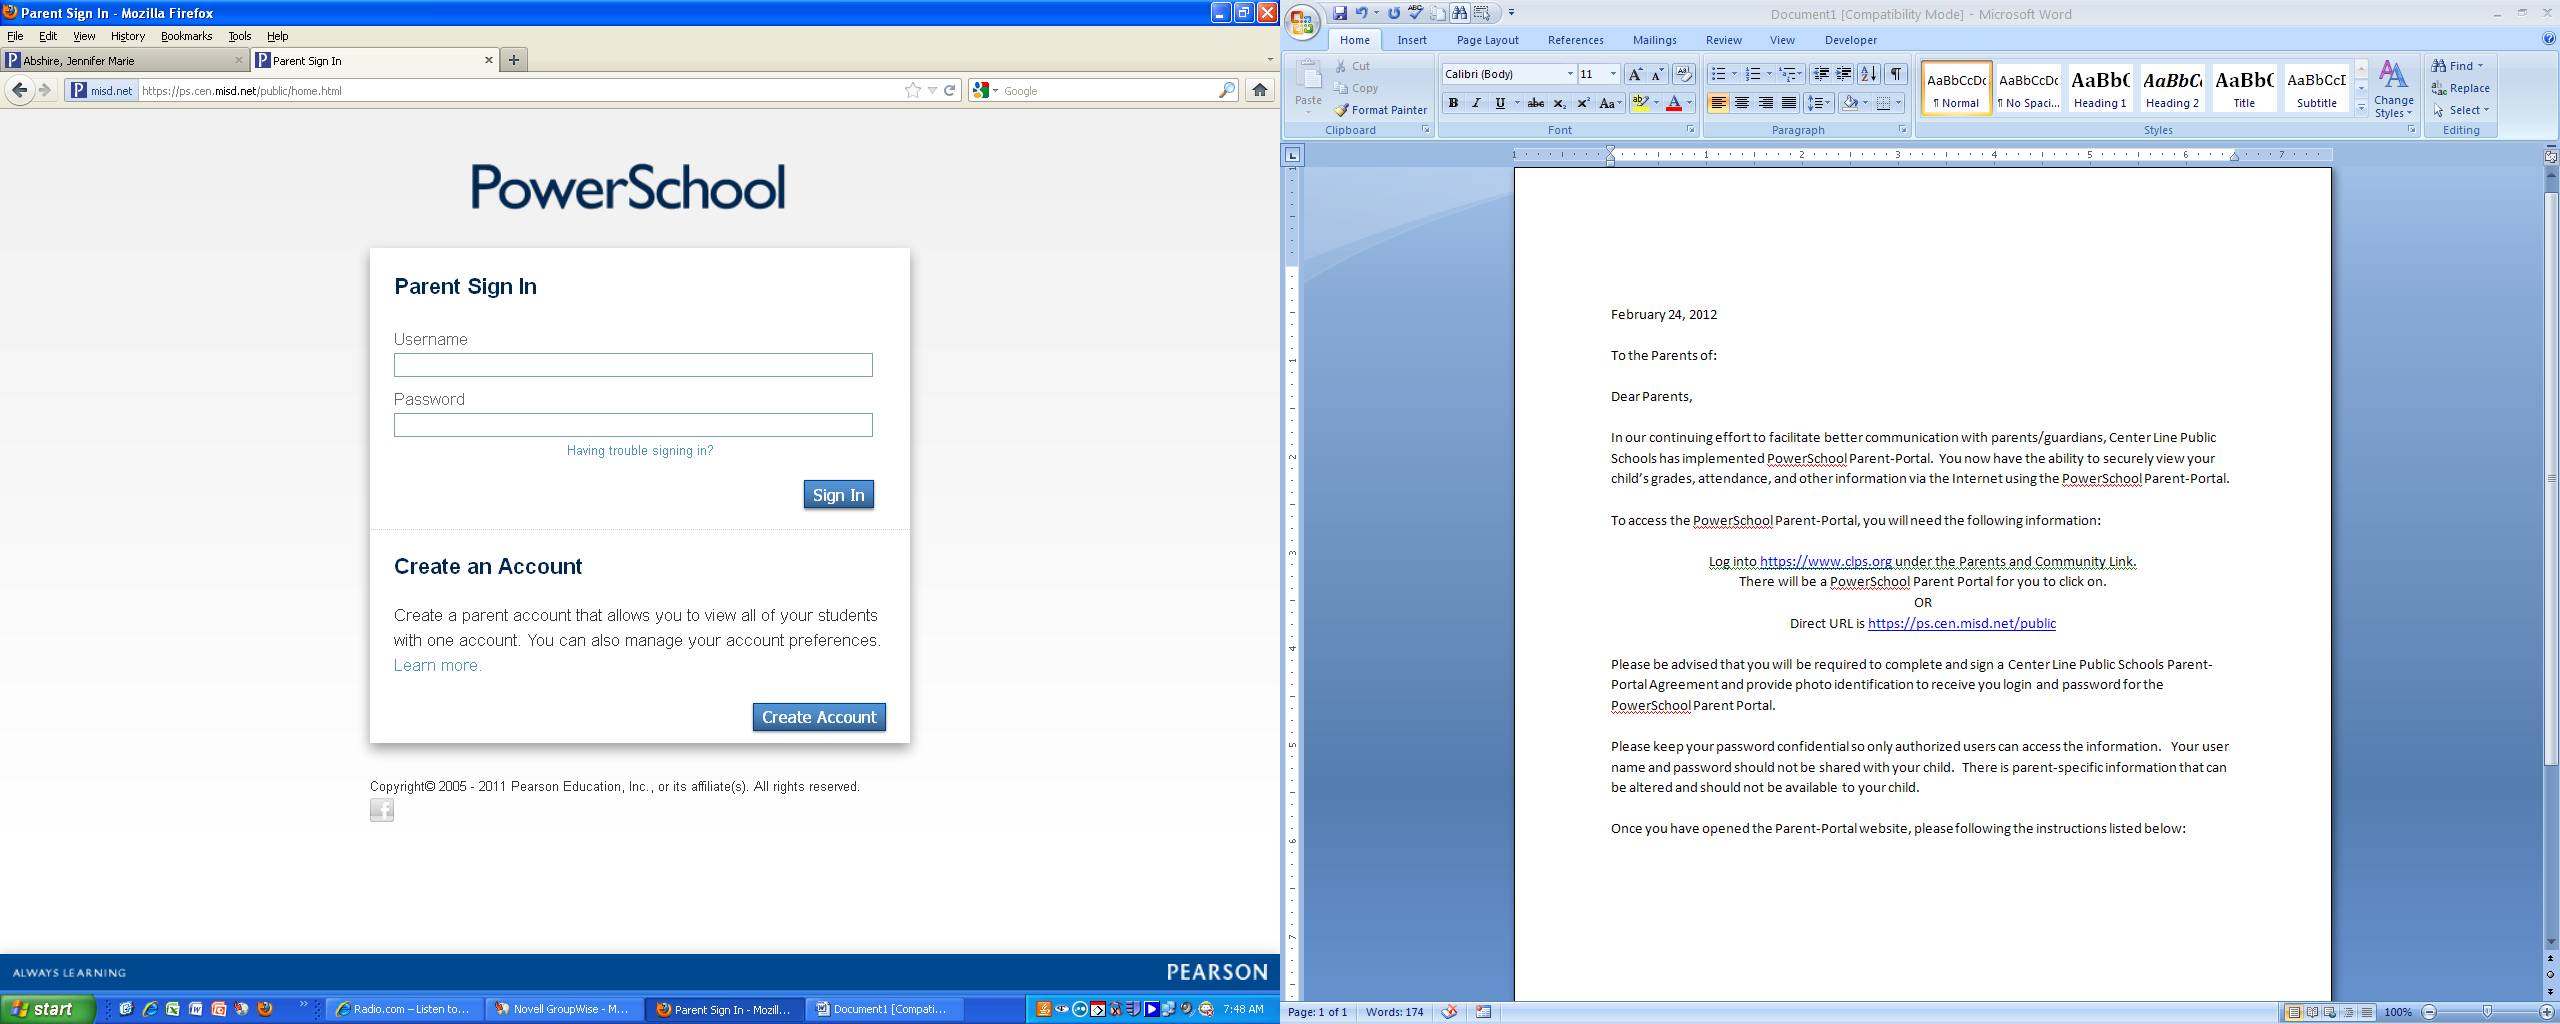 Parent Sign In - Mozilla Firefox
File Edit View History Bookmarks Tools Help
Abshire, Jennifer Marie
Parent Sign In
misd.net https://ps.cen.misd.net/public/home.html
Google
PowerSchool
Parent Sign In
Username
Password
Having trouble signing in?
Sign In
Create an Account
Create a parent account that allows you to view all of your students
with one account. You can also manage your account preferences.
Learn more.
Create Account
Copyright© 2005 - 2011 Pearson Education, Inc., or its affiliate(s). All rights reserved.
ALWAYS LEARNING
PEARSON
start
Radio.com – Listen to...
Novell GroupWise - M...
Parent Sign In - Mozill...
Document1 [Compati...
7:48 AM
Document1 [Compatibility Mode] - Microsoft Word
Home Insert Page Layout References Mailings Review View Developer
Paste
Cut
Copy
Format Painter
Clipboard
Calibri (Body) 11
Font
Paragraph
AaBbCcDc AaBbCcDc AaBbC AaBbCc AaBbC AaBbCcI
¶ Normal ¶ No Spaci... Heading 1 Heading 2 Title Subtitle
Change
Styles
Styles
Find
Replace
Select
Editing
February 24, 2012
To the Parents of:
Dear Parents,
In our continuing effort to facilitate better communication with parents/guardians, Center Line Public
Schools has implemented PowerSchool Parent-Portal. You now have the ability to securely view your
child’s grades, attendance, and other information via the Internet using the PowerSchool Parent-Portal.
To access the PowerSchool Parent-Portal, you will need the following information:
Log into https://www.clps.org under the Parents and Community Link.
There will be a PowerSchool Parent Portal for you to click on.
OR
Direct URL is https://ps.cen.misd.net/public
Please be advised that you will be required to complete and sign a Center Line Public Schools Parent-
Portal Agreement and provide photo identification to receive you login and password for the
PowerSchool Parent Portal.
Please keep your password confidential so only authorized users can access the information. Your user
name and password should not be shared with your child. There is parent-specific information that can
be altered and should not be available to your child.
Once you have opened the Parent-Portal website, please following the instructions listed below:
Page: 1 of 1 Words: 174
100%